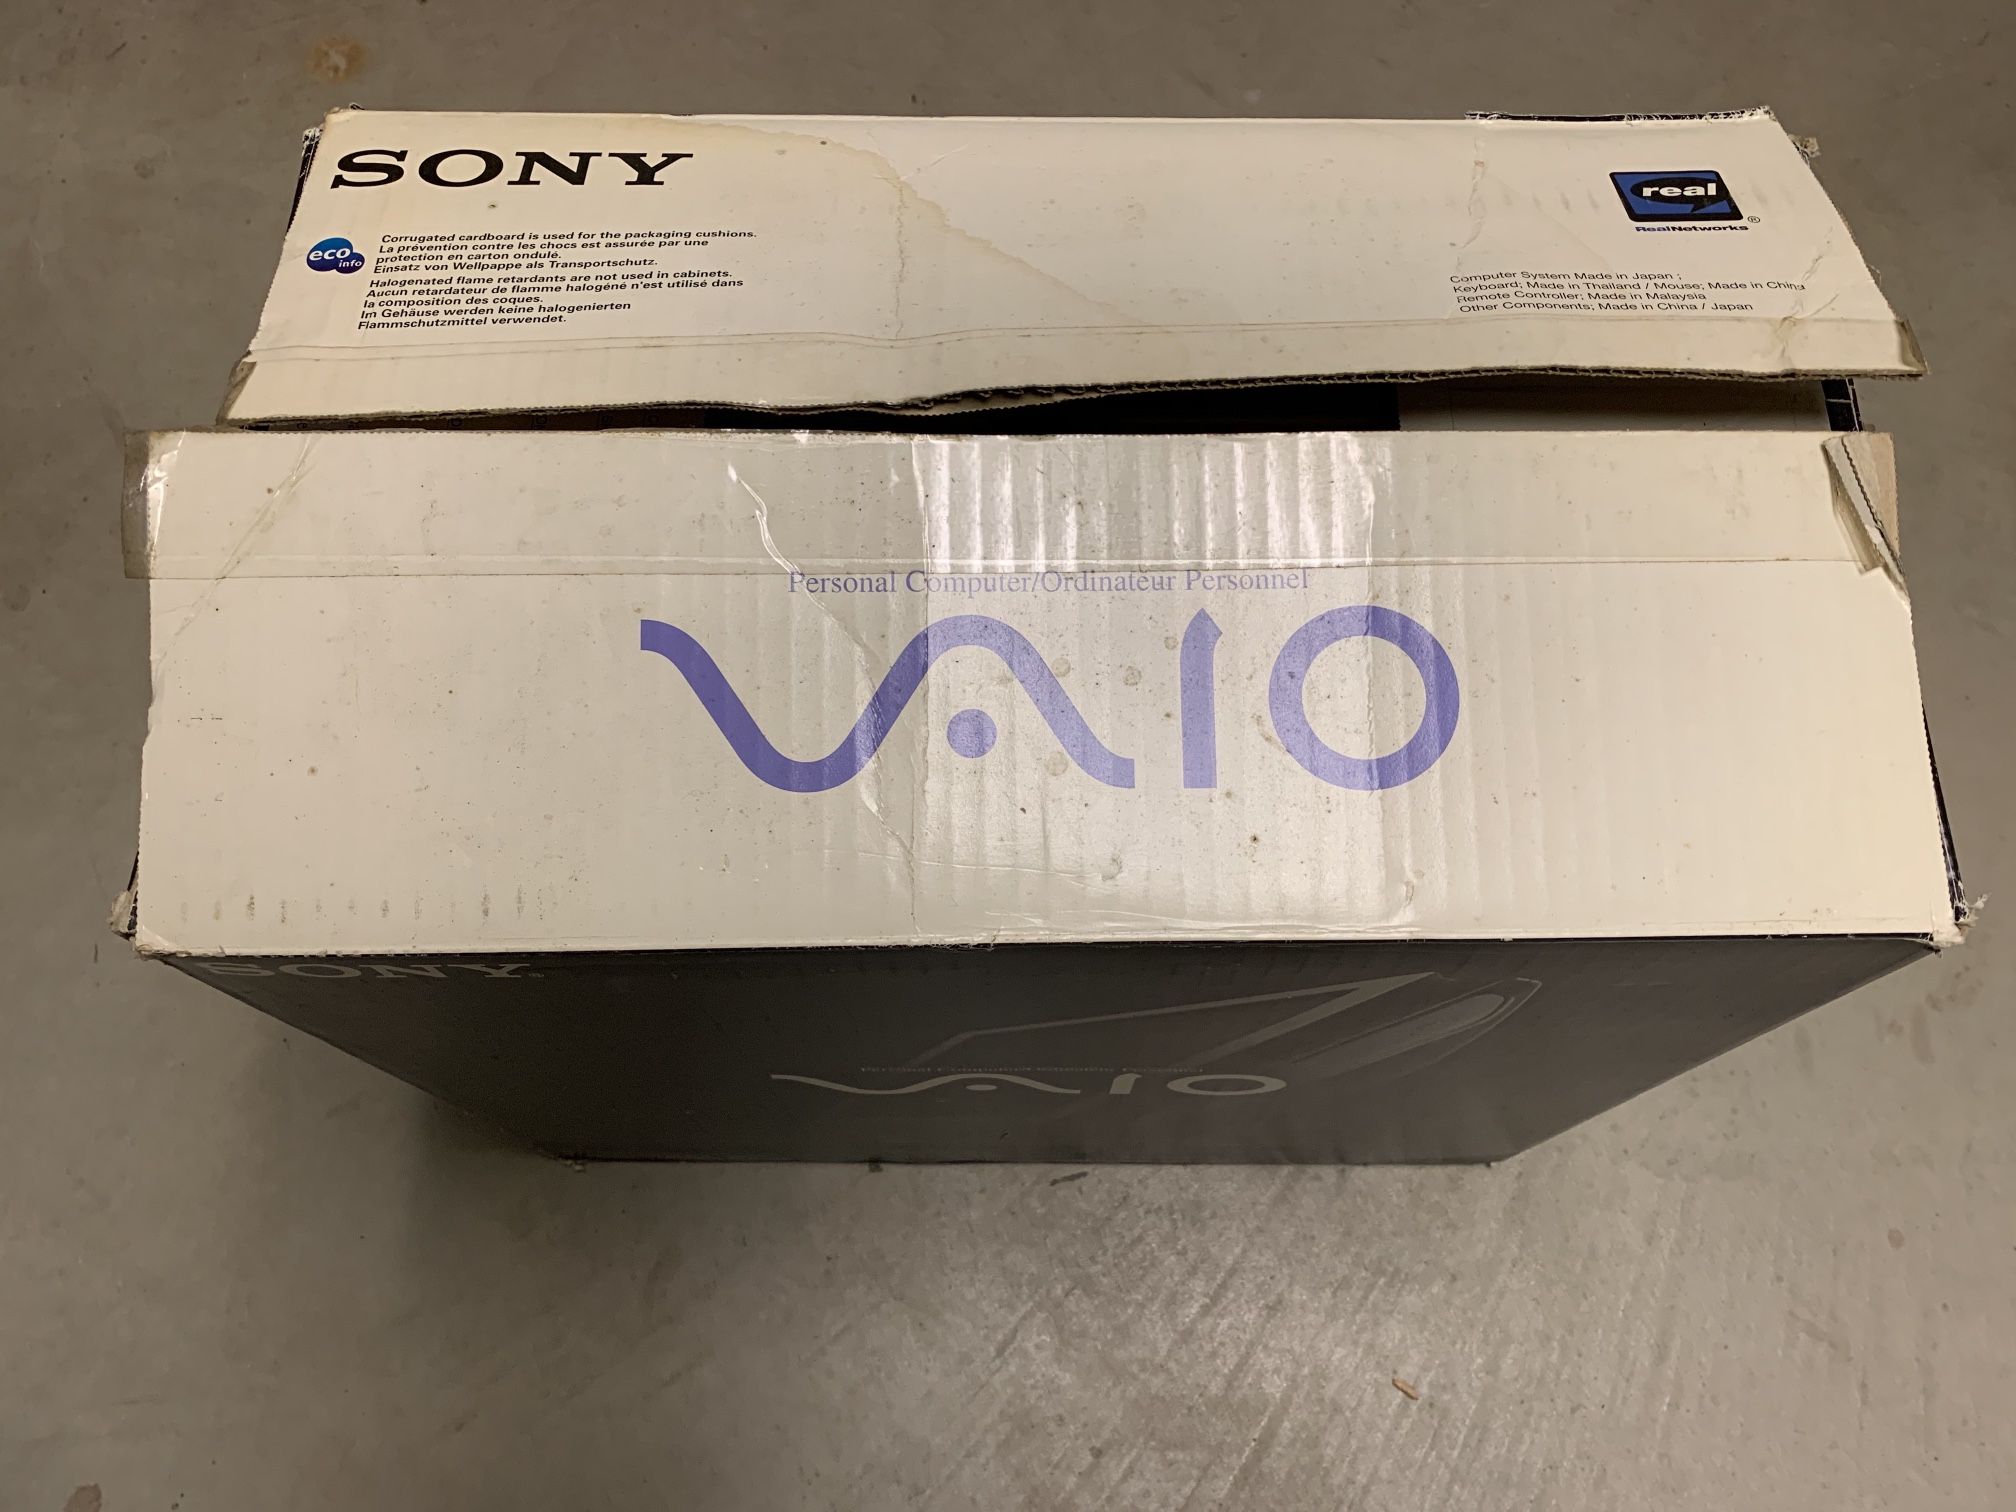 SONY
eco
info
Corrugated cardboard is used for the packaging cushions.
La prévention contre les chocs est assurée par une
protection en carton ondulé.
Einsatz von Wellpappe als Transportschutz.
Halogenated flame retardants are not used in cabinets.
Aucun retardateur de flamme halogéné n'est utilisé dans
la composition des coques.
Im Gehäuse werden keine halogenierten
Flammschutzmittel verwendet.
real
®
RealNetworks
Computer System Made in Japan ;
Keyboard; Made in Thailand / Mouse; Made in China
Remote Controller; Made in Malaysia
Other Components; Made in China / Japan
Personal Computer/Ordinateur Personnel
VAIO
SONY
Personal Computer/Ordinateur Personnel
VAIO